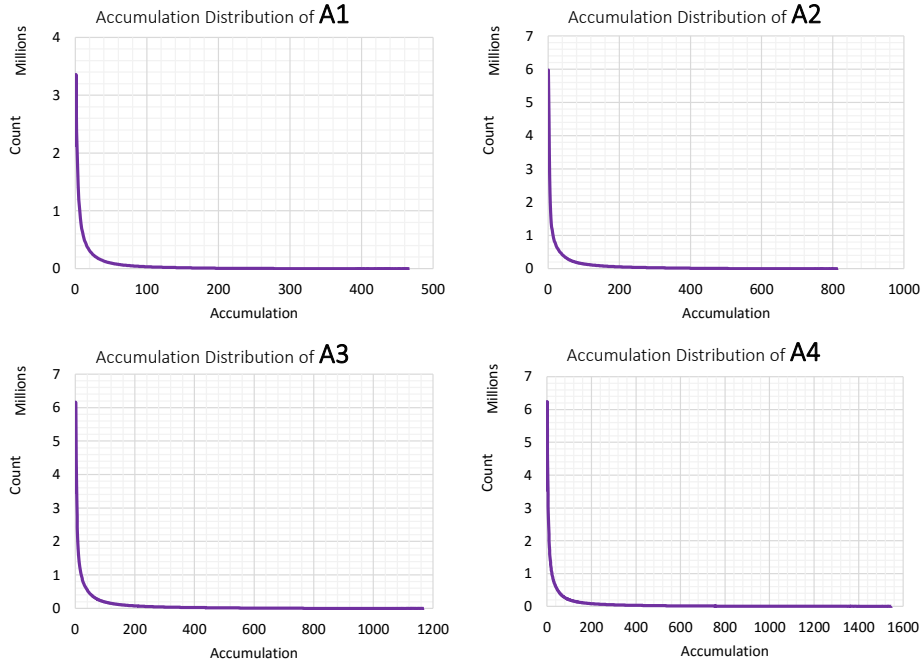 Accumulation Distribution of A1
Millions
Count
4
3
2
1
0
0 100 200 300 400 500
Accumulation
Accumulation Distribution of A2
Millions
Count
7
6
5
4
3
2
1
0
0 200 400 600 800 1000
Accumulation
Accumulation Distribution of A3
Millions
Count
7
6
5
4
3
2
1
0
0 200 400 600 800 1000 1200
Accumulation
Accumulation Distribution of A4
Millions
Count
7
6
5
4
3
2
1
0
0 200 400 600 800 1000 1200 1400 1600
Accumulation